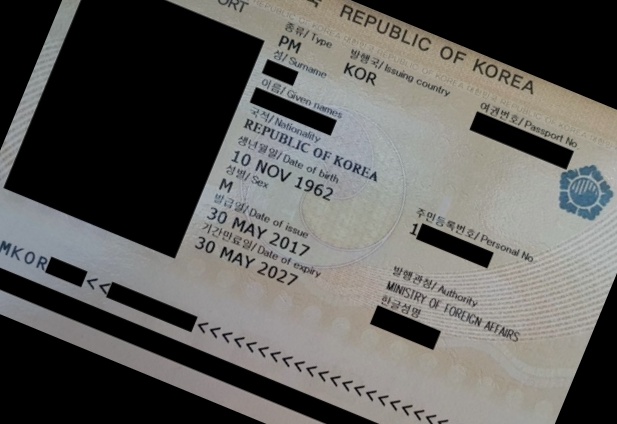 ORT
REPUBLIC OF KOREA
종류/ Type
PM
발행국/ Issuing country
KOR
여권번호/ Passport No
성/ Surname
이름/ Given names
국적/ Nationality
REPUBLIC OF KOREA
생년월일/ Date of birth
10 NOV 1962
성별/ Sex
M
주민등록번호/ Personal No
1
발급일/ Date of issue
30 MAY 2017
기간만료일/ Date of expiry
30 MAY 2027
발행관청/ Authority
MINISTRY OF FOREIGN AFFAIRS
한글성명
MKOR <<  <<<<<<<<<<<<<<<<<<<<<<